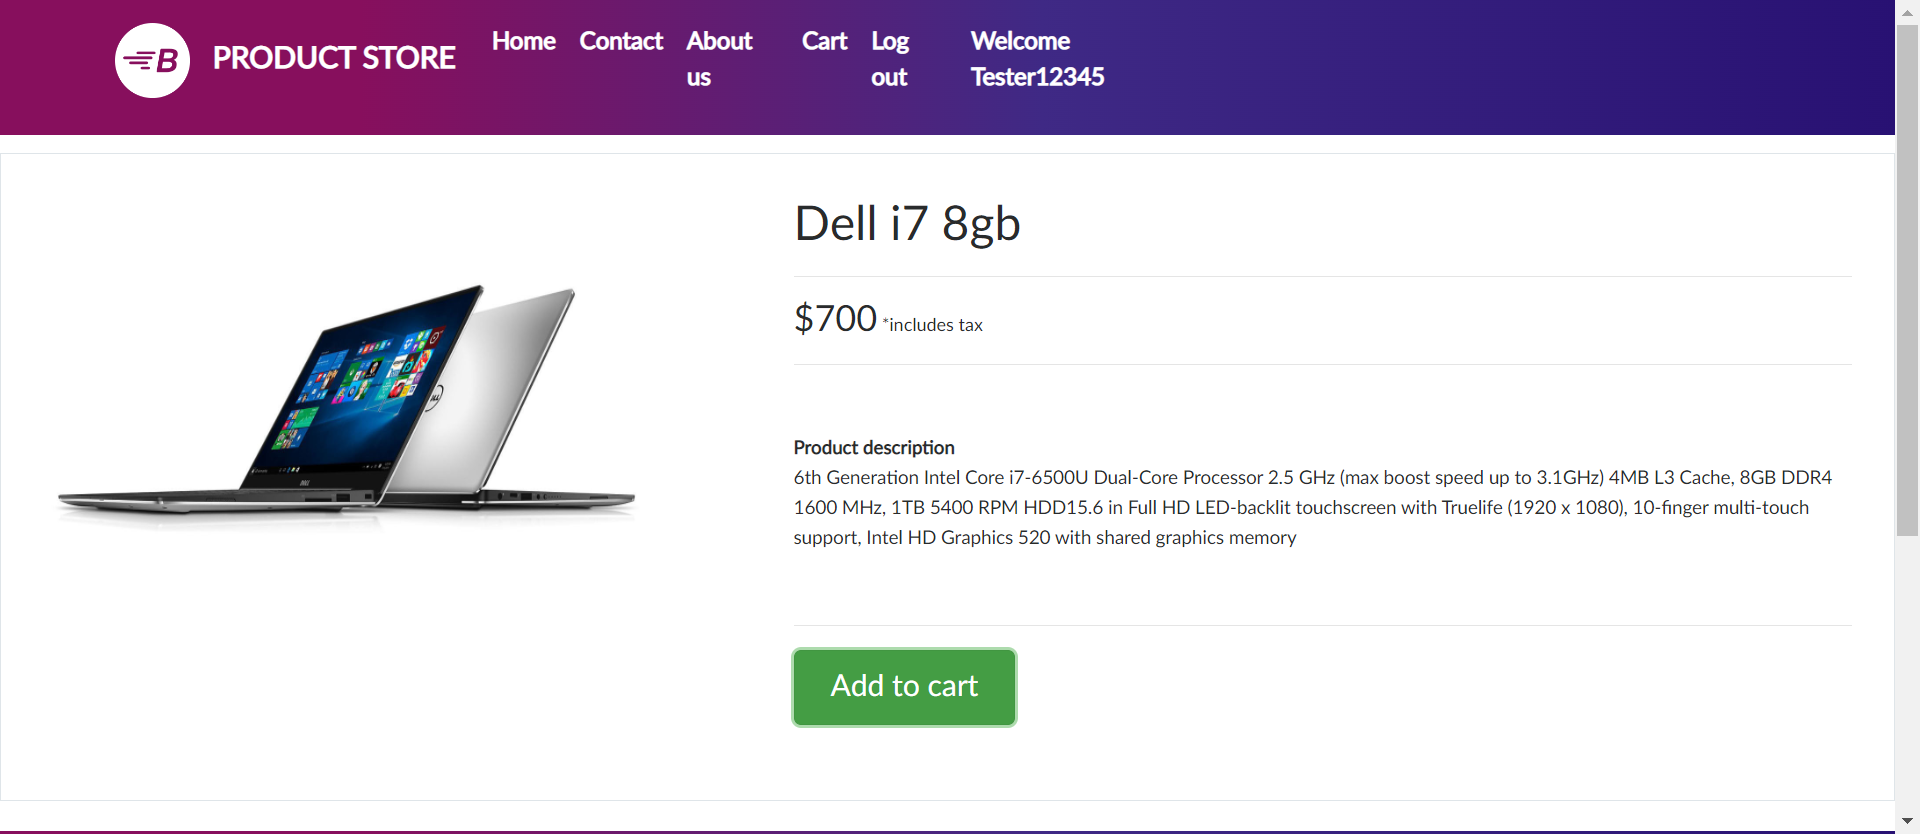 B
PRODUCT STORE
Home
Contact
About
us
Cart
Log
out
Welcome
Tester12345
Dell i7 8gb
$700 *includes tax
Product description
6th Generation Intel Core i7-6500U Dual-Core Processor 2.5 GHz (max boost speed up to 3.1GHz) 4MB L3 Cache, 8GB DDR4
1600 MHz, 1TB 5400 RPM HDD15.6 in Full HD LED-backlit touchscreen with Truelife (1920 x 1080), 10-finger multi-touch
support, Intel HD Graphics 520 with shared graphics memory
Add to cart